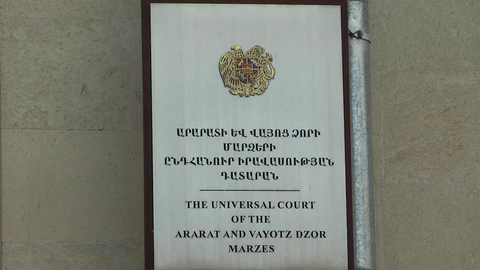 ԱՐԱՐԱՏԻ ԵՎ ՎԱՅՈՑ ՁՈՐԻ
ՄԱՐԶԵՐԻ
ԸՆԴՀԱՆՈՒՐ ԻՐԱՎԱՍՈՒԹՅԱՆ
ԴԱՏԱՐԱՆ
THE UNIVERSAL COURT
OF THE
ARARAT AND VAYOTZ DZOR
MARZES